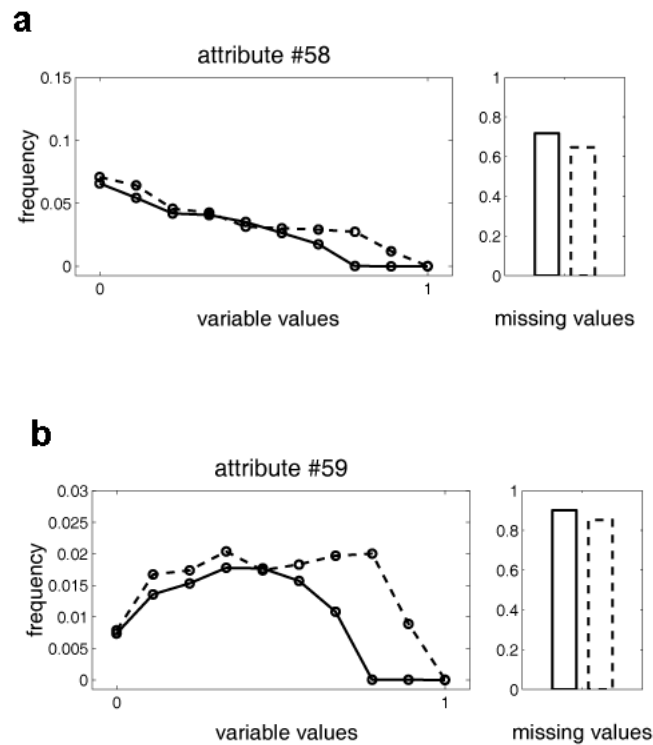 a
attribute #58
0.15
0.1
0.05
0
frequency
0
1
variable values
1
0.8
0.6
0.4
0.2
0
missing values
b
attribute #59
0.03
0.025
0.02
0.015
0.01
0.005
0
frequency
0
1
variable values
1
0.8
0.6
0.4
0.2
0
missing values